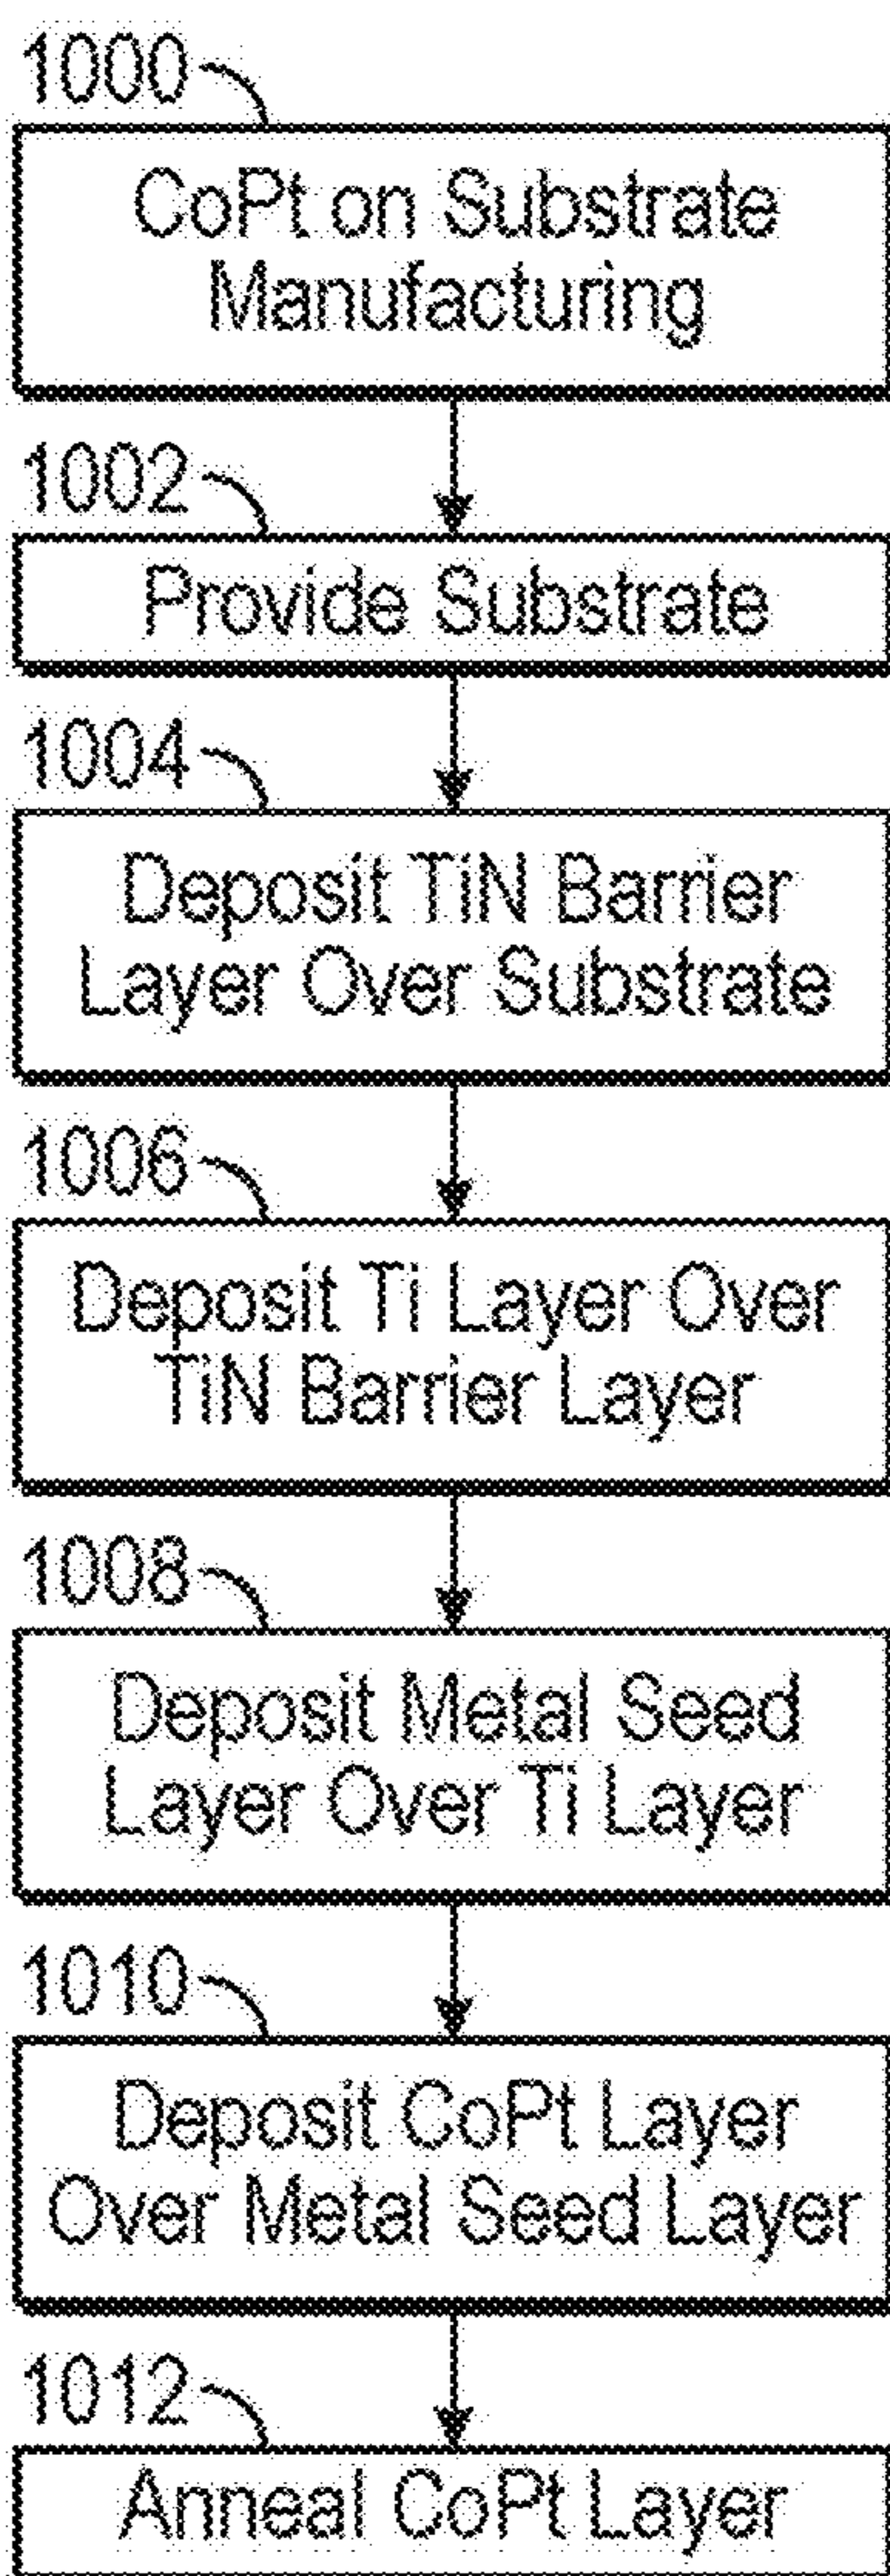 1000
CoPt on Substrate
Manufacturing
1002
Provide Substrate
1004
Deposit TiN Barrier
Layer Over Substrate
1006
Deposit Ti Layer Over
TiN Barrier Layer
1008
Deposit Metal Seed
Layer Over Ti Layer
1010
Deposit CoPt Layer
Over Metal Seed Layer
1012
Anneal CoPt Layer